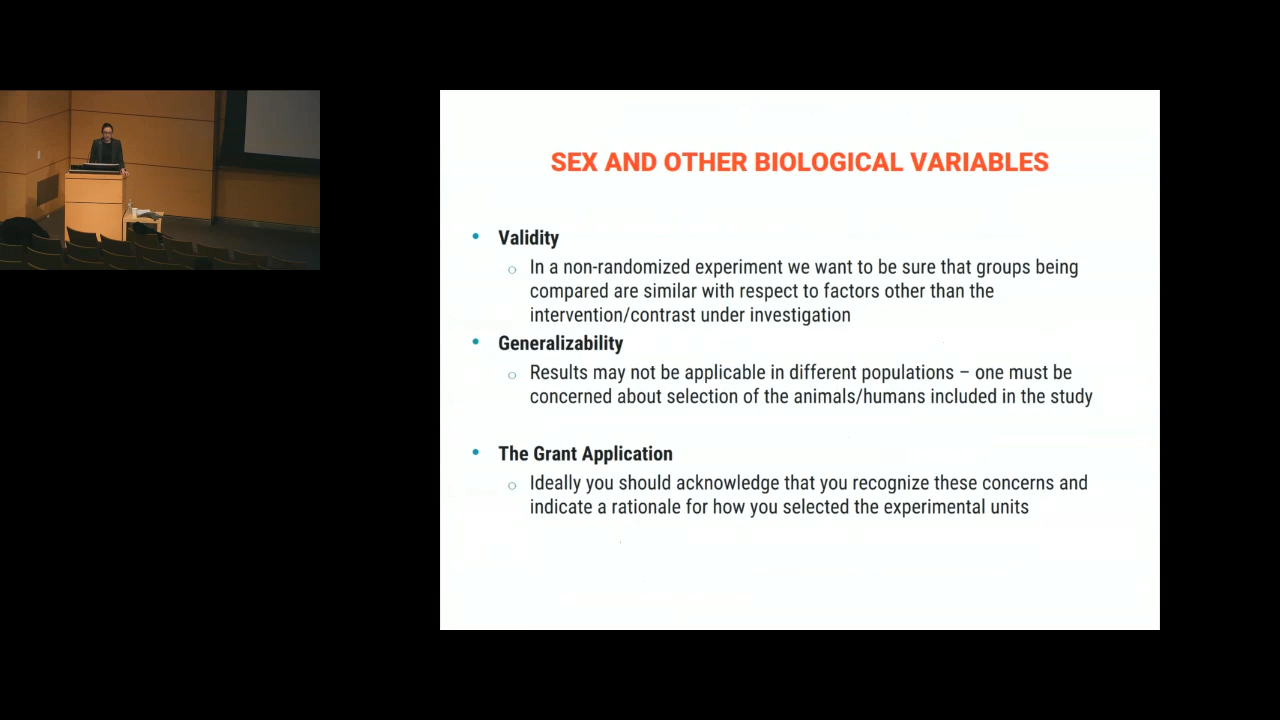 SEX AND OTHER BIOLOGICAL VARIABLES
• Validity
○ In a non-randomized experiment we want to be sure that groups being
compared are similar with respect to factors other than the
intervention/contrast under investigation
• Generalizability
○ Results may not be applicable in different populations – one must be
concerned about selection of the animals/humans included in the study
• The Grant Application
○ Ideally you should acknowledge that you recognize these concerns and
indicate a rationale for how you selected the experimental units